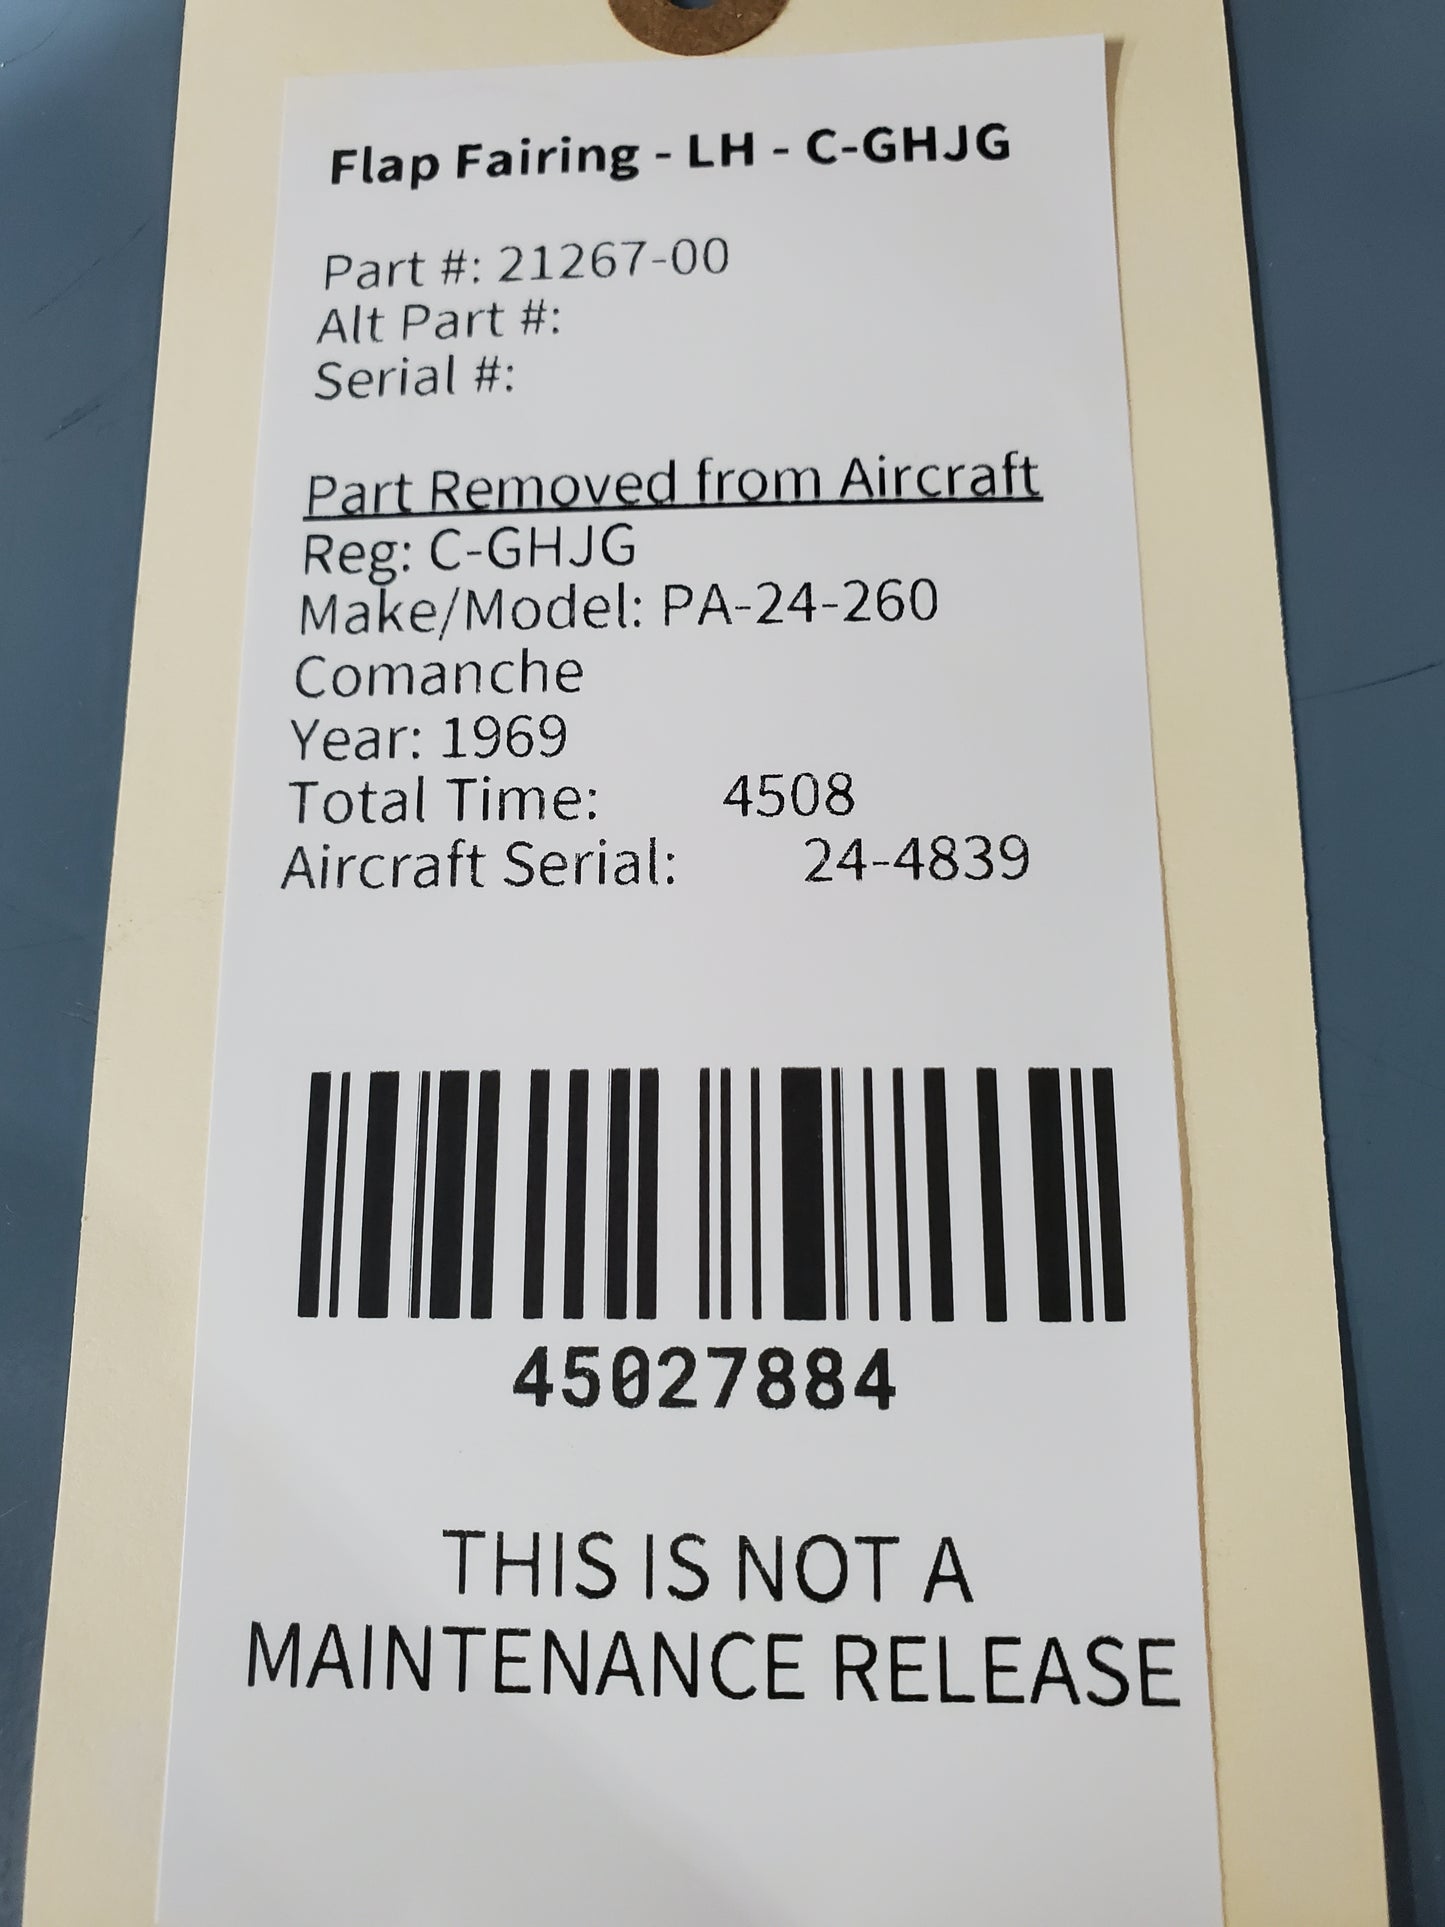 Flap Fairing - LH - C-GHJG
Part #: 21267-00
Alt Part #:
Serial #:
Part Removed from Aircraft
Reg: C-GHJG
Make/Model: PA-24-260
Comanche
Year: 1969
Total Time: 4508
Aircraft Serial: 24-4839
45027884
THIS IS NOT A
MAINTENANCE RELEASE